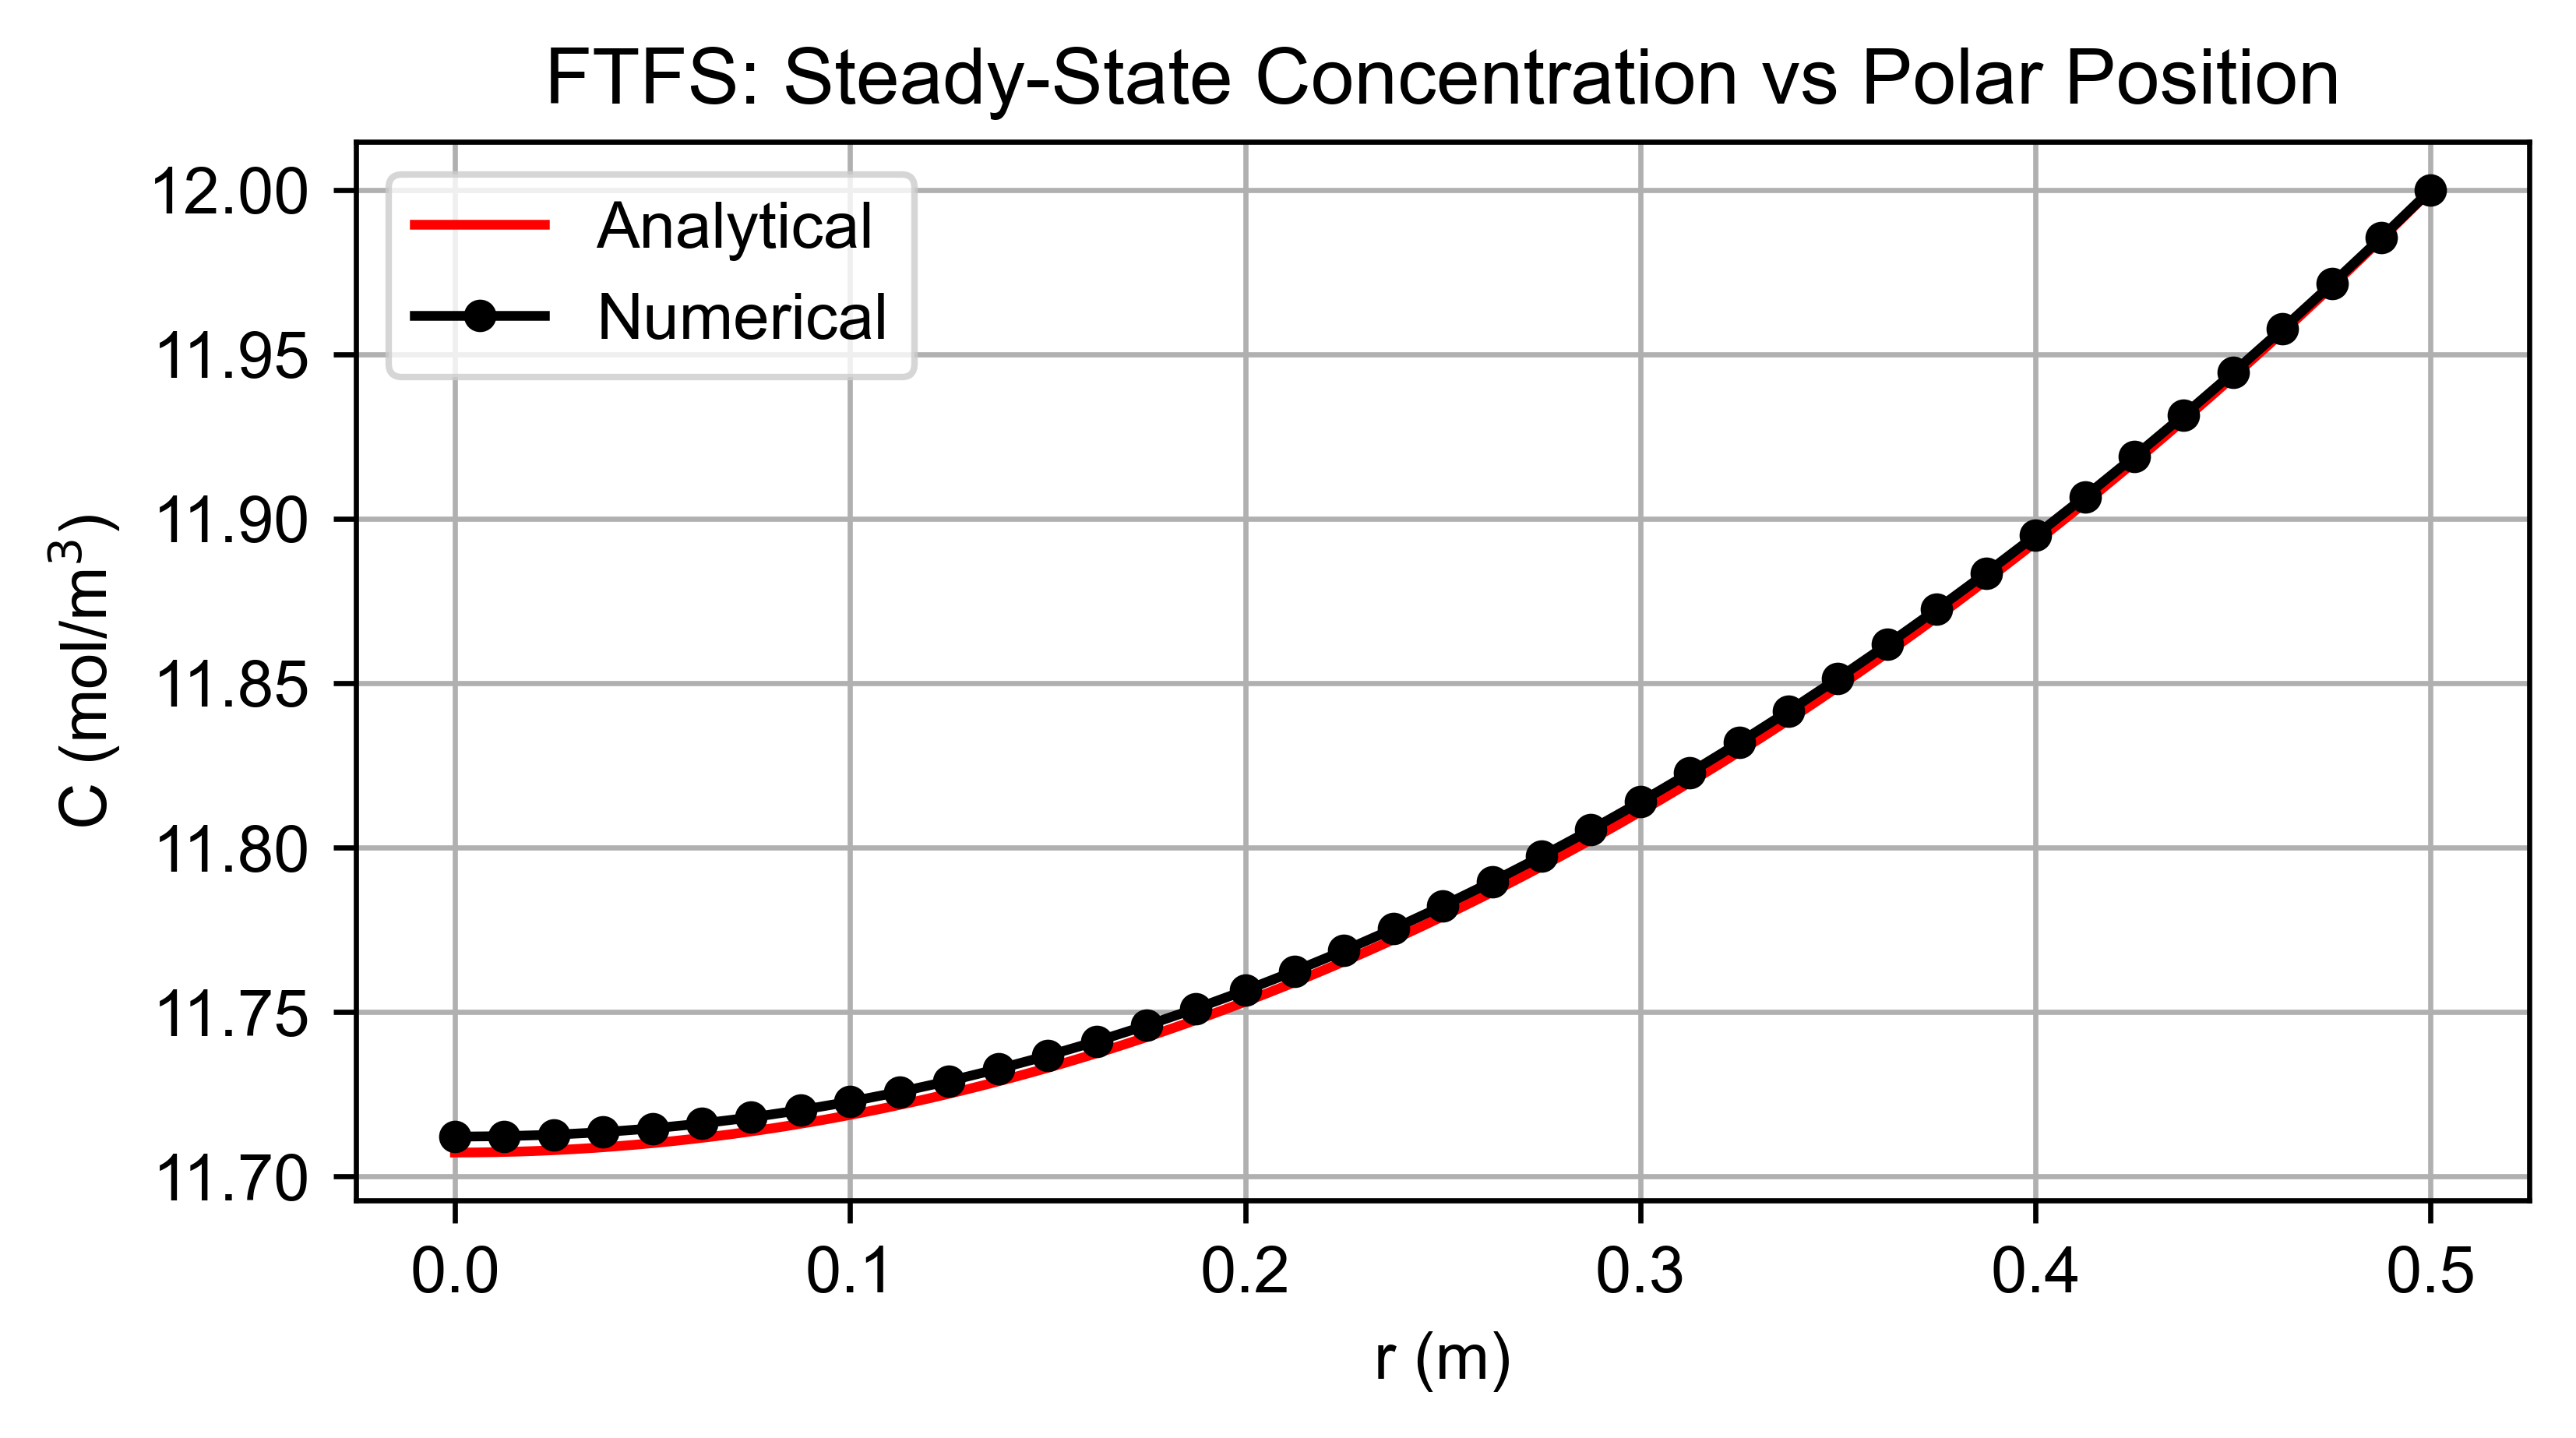 FTFS: Steady-State Concentration vs Polar Position
Analytical
Numerical
C (mol/m³)
12.00
11.95
11.90
11.85
11.80
11.75
11.70
0.0 0.1 0.2 0.3 0.4 0.5
r (m)